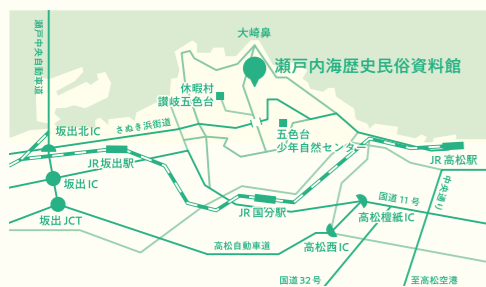 大崎鼻
瀬戸内海歴史民俗資料館
瀬戸中央自動車道
休暇村
讃岐五色台
さぬき浜街道
坂出北IC
五色台
少年自然センター
JR坂出駅
JR高松駅
坂出IC
中央通り
国道11号
JR国分駅
坂出JCT
高松檀紙IC
高松自動車道
高松西IC
国道32号
至高松空港